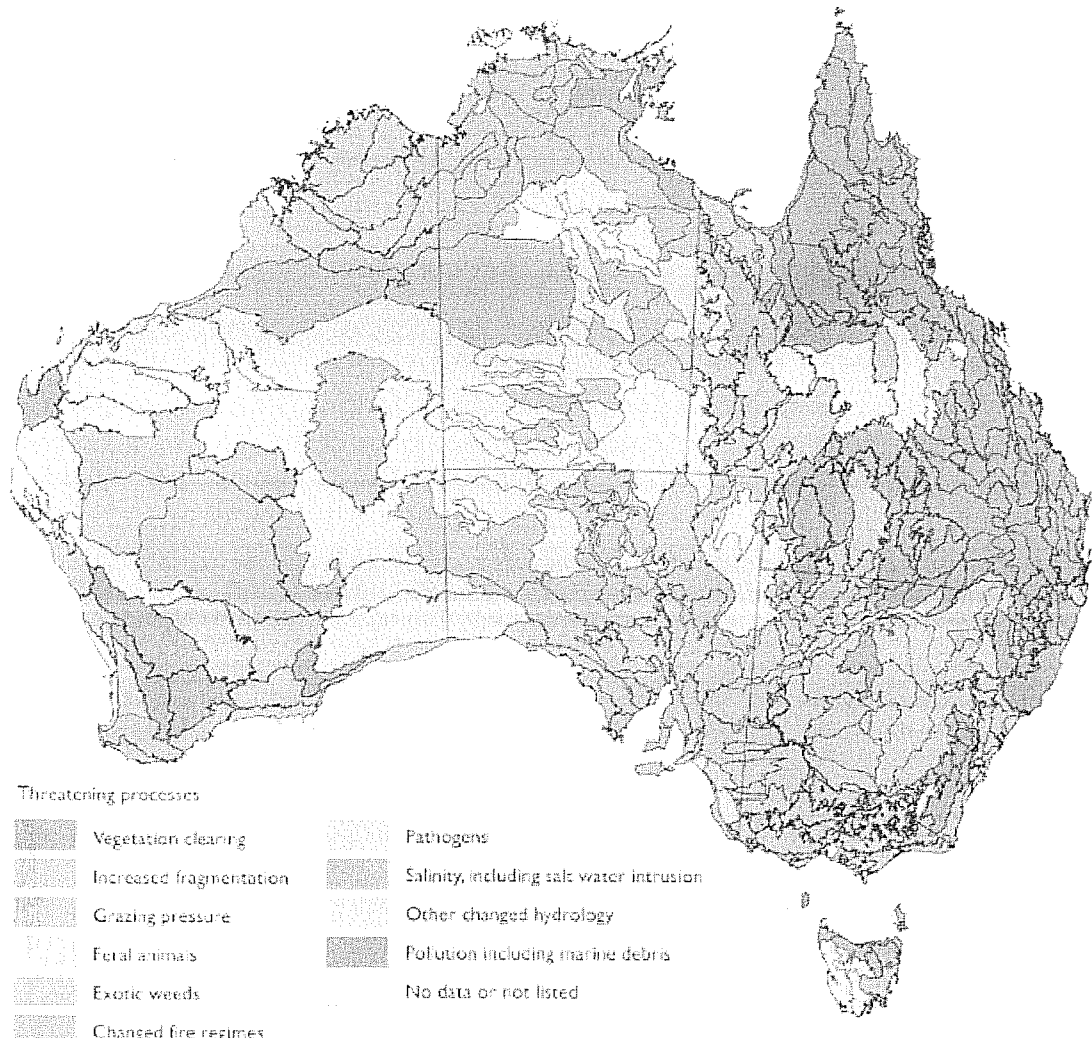 Threatening processes
Vegetation clearing
Increased fragmentation
Grazing pressure
Feral animals
Exotic weeds
Changed fire regimes
Pathogens
Salinity, including salt water intrusion
Other changed hydrology
Pollution including marine debris
No data or not listed